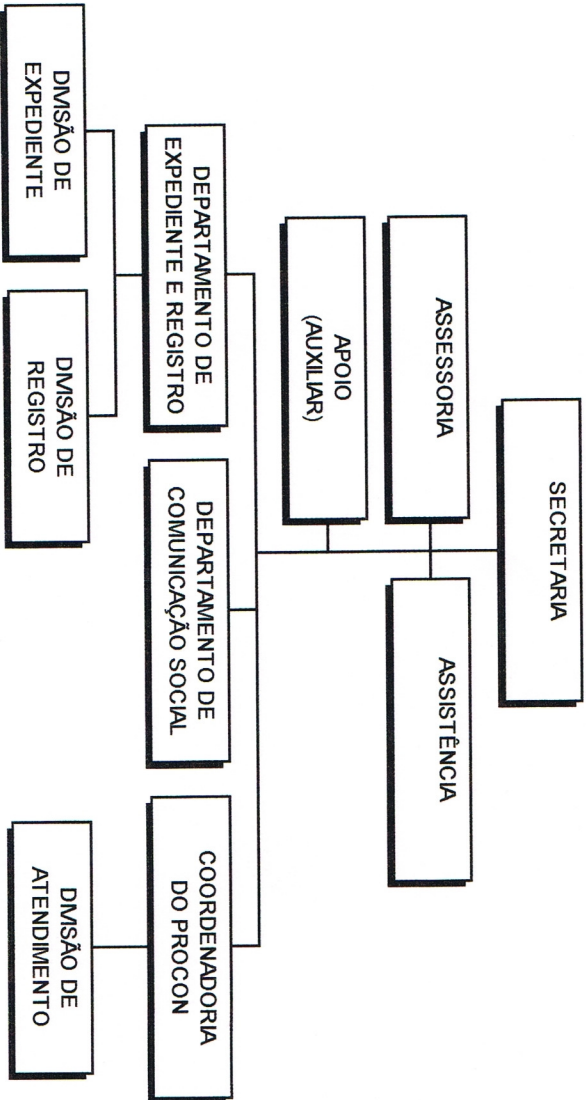 SECRETARIA
ASSESSORIA
ASSISTÊNCIA
APOIO
(AUXILIAR)
DEPARTAMENTO DE
EXPEDIENTE E REGISTRO
DEPARTAMENTO DE
COMUNICAÇÃO SOCIAL
COORDENADORIA
DO PROCON
DIVISÃO DE
EXPEDIENTE
DIVISÃO DE
REGISTRO
DIVISÃO DE
ATENDIMENTO